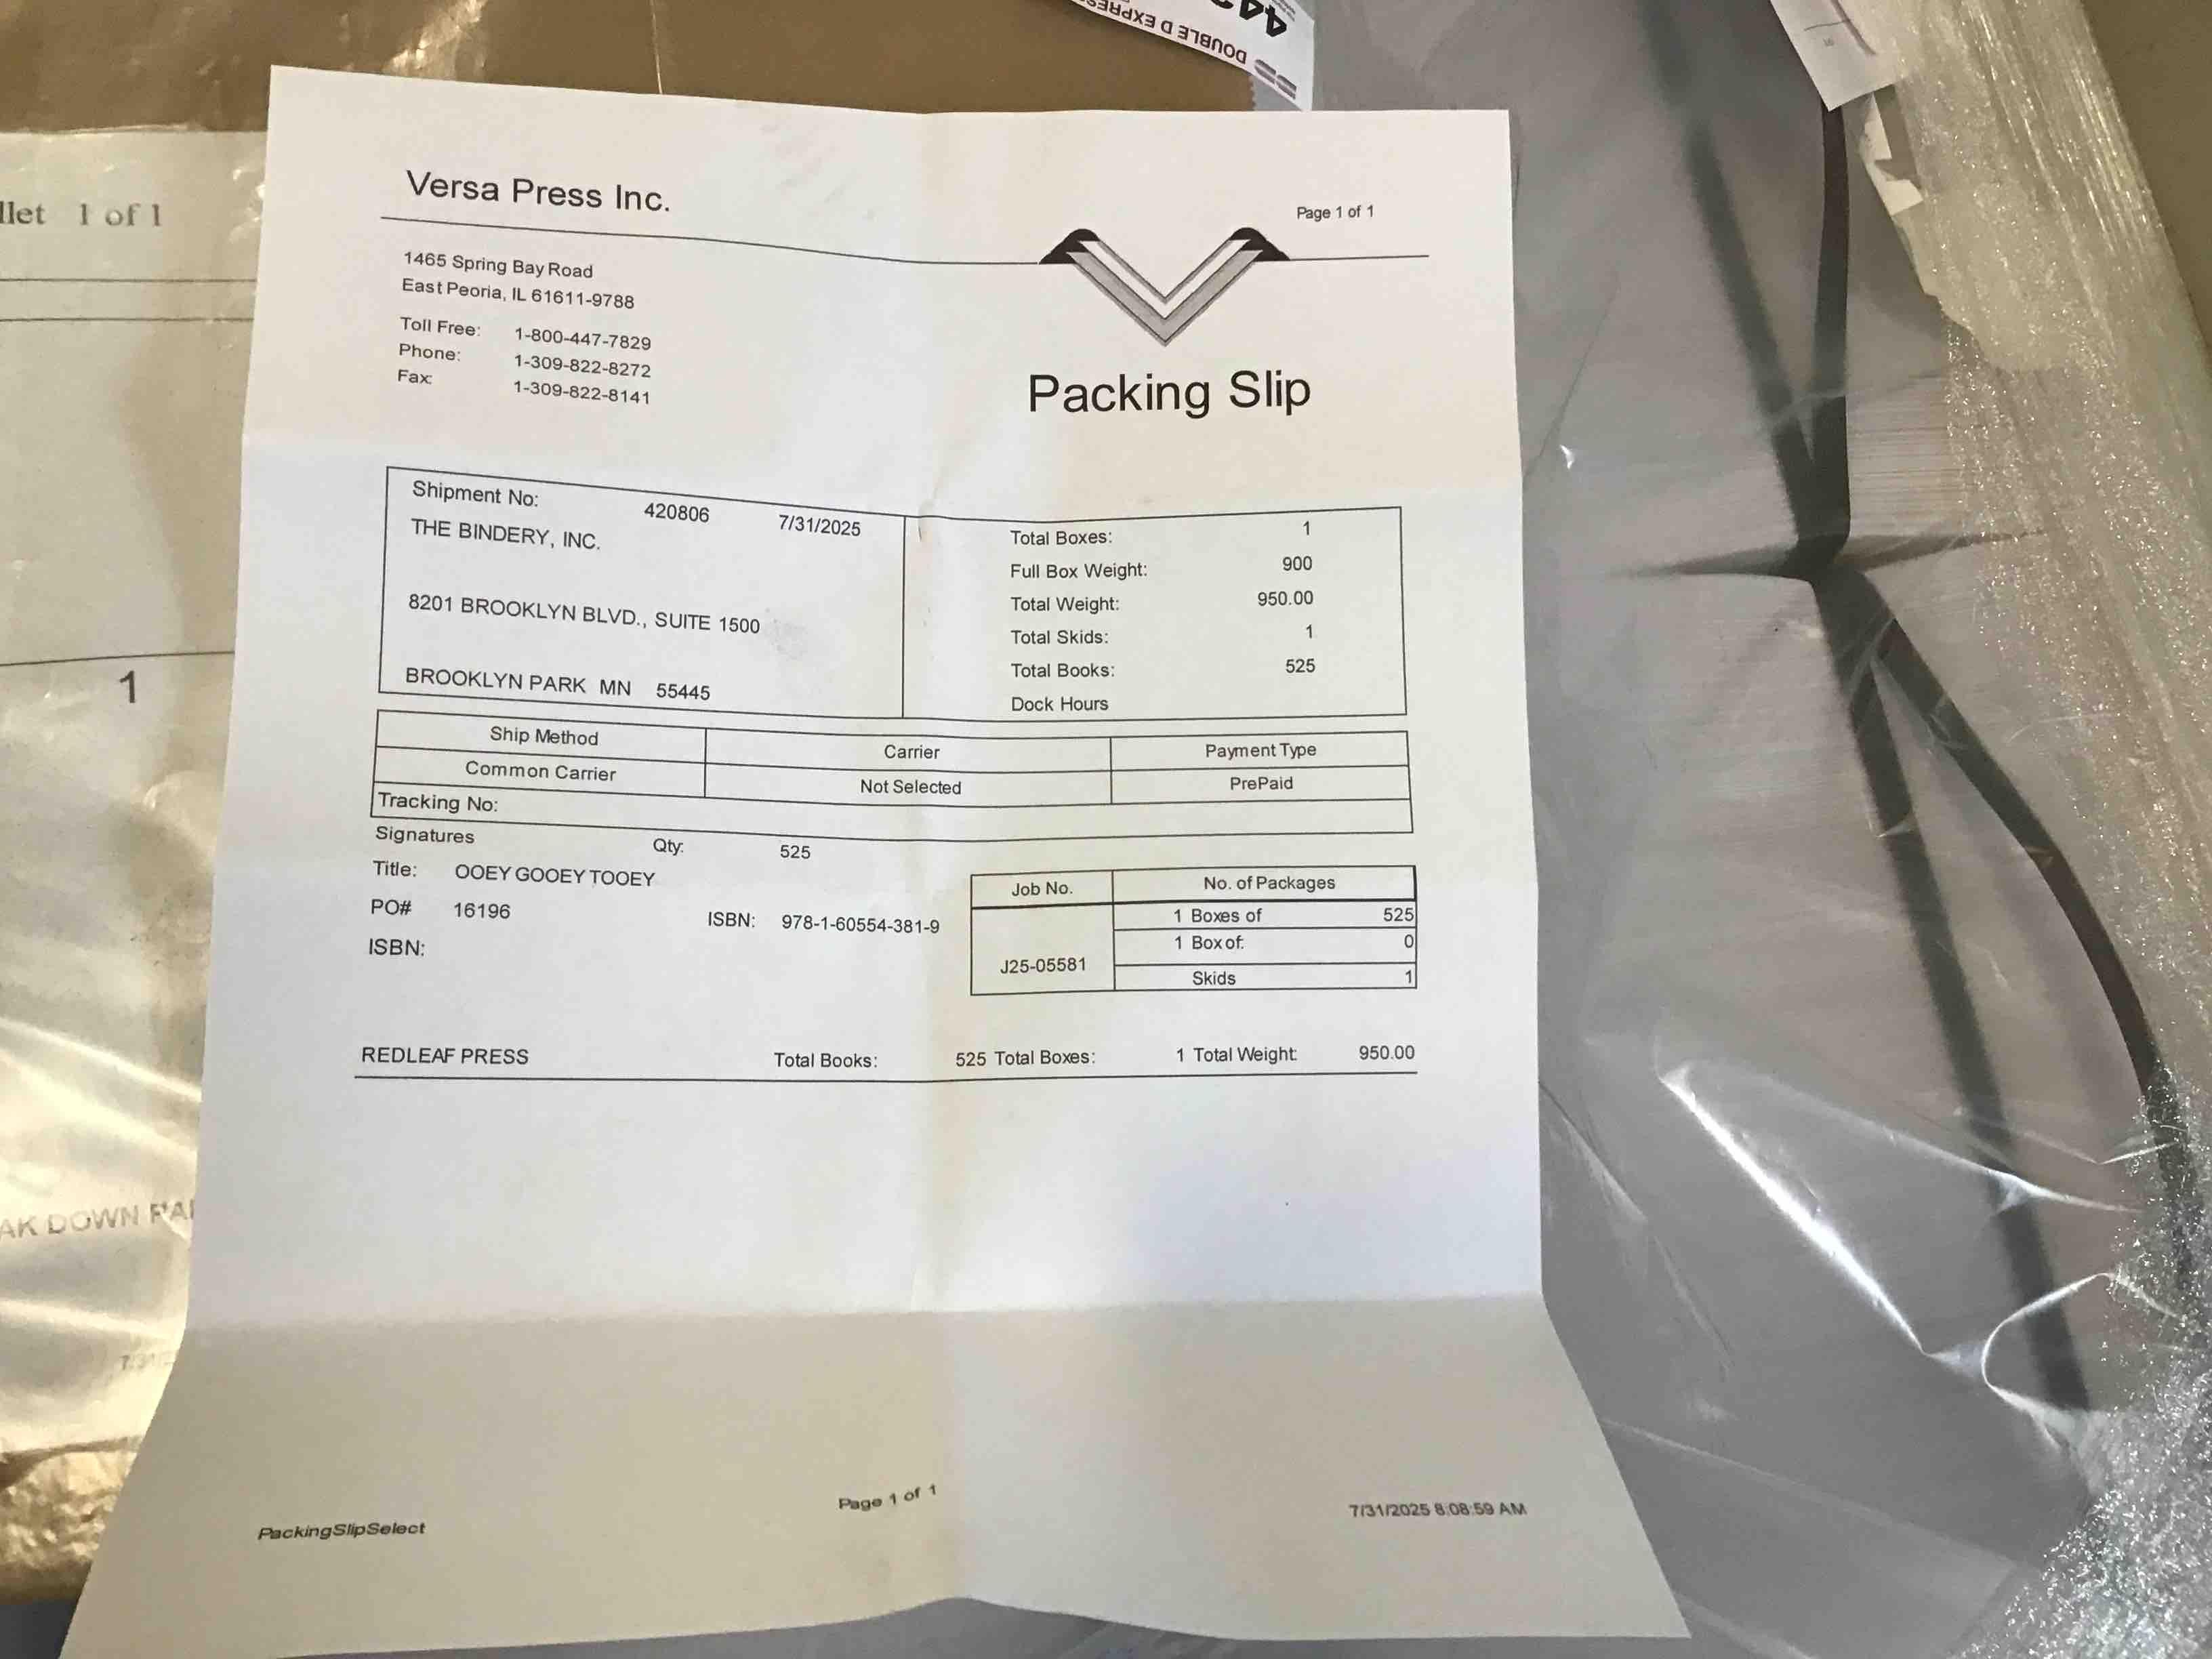 DOUBLE D EXPRESS
44
llet 1 of 1
1
AK DOWN PAL
Versa Press Inc.
Page 1 of 1
1465 Spring Bay Road
East Peoria, IL 61611-9788
Toll Free: 1-800-447-7829
Phone: 1-309-822-8272
Fax: 1-309-822-8141
Packing Slip
Shipment No: 420806 7/31/2025
THE BINDERY, INC.
8201 BROOKLYN BLVD., SUITE 1500
BROOKLYN PARK MN 55445
Total Boxes: 1
Full Box Weight: 900
Total Weight: 950.00
Total Skids: 1
Total Books: 525
Dock Hours
Ship Method Carrier Payment Type
Common Carrier Not Selected PrePaid
Tracking No:
Signatures Qty: 525
Title: OOEY GOOEY TOOEY
PO# 16196 ISBN: 978-1-60554-381-9
ISBN:
Job No. No. of Packages
J25-05581
1 Boxes of 525
1 Box of: 0
Skids 1
REDLEAF PRESS Total Books: 525 Total Boxes: 1 Total Weight: 950.00
PackingSlipSelect Page 1 of 1 7/31/2025 8:08:59 AM